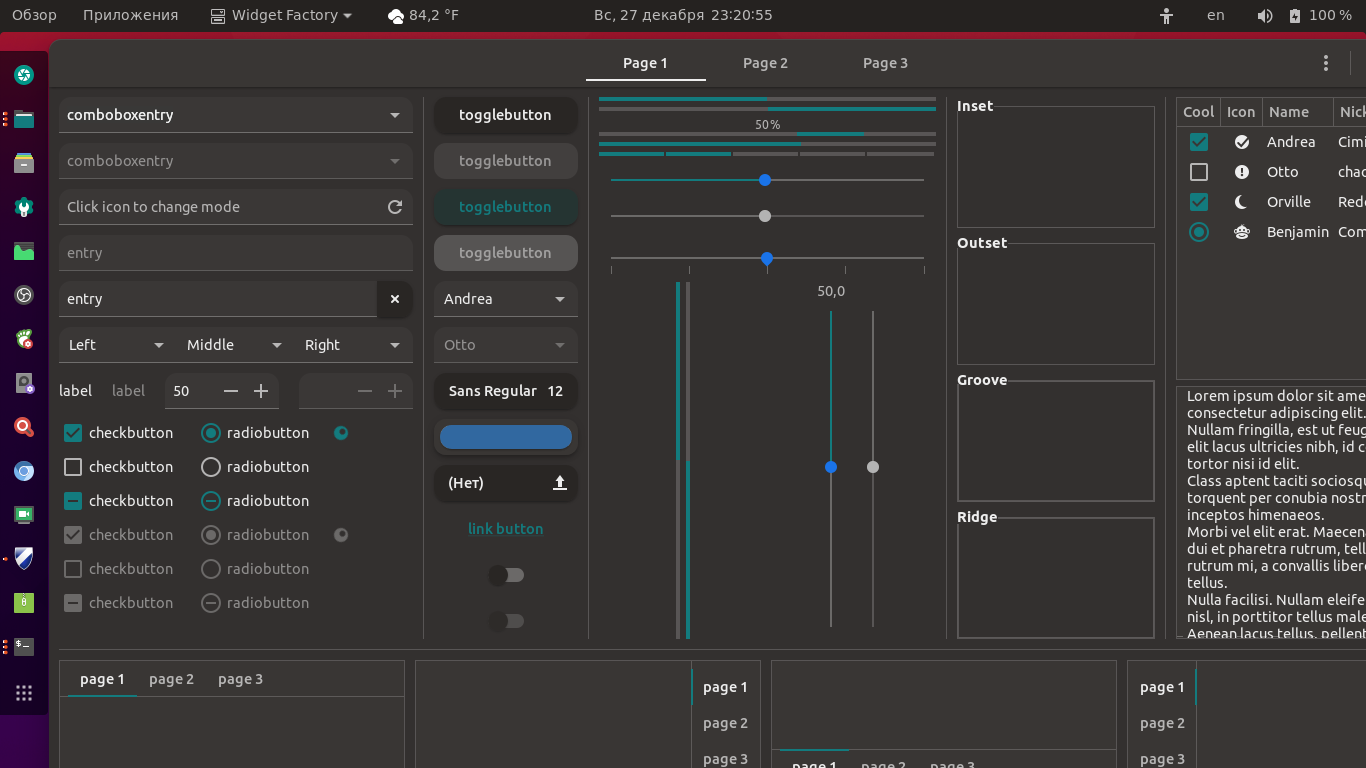 Обзор Приложения Widget Factory 84,2 °F Вс, 27 декабря 23:20:55 en 100 %
Page 1 Page 2 Page 3
comboboxentry
comboboxentry
Click icon to change mode
entry
entry
Left Middle Right
label label 50
checkbutton radiobutton
checkbutton radiobutton
checkbutton radiobutton
checkbutton radiobutton
checkbutton radiobutton
checkbutton radiobutton
togglebutton
togglebutton
togglebutton
togglebutton
Andrea
Otto
Sans Regular 12
(Нет)
link button
50%
50,0
Inset
Outset
Groove
Ridge
Cool Icon Name Nick
Andrea Cimi
Otto chao
Orville Rede
Benjamin Com
Lorem ipsum dolor sit ame
consectetur adipiscing elit.
Nullam fringilla, est ut feug
elit lacus ultricies nibh, id c
tortor nisi id elit.
Class aptent taciti sociosqu
torquent per conubia nostr
inceptos himenaeos.
Morbi vel elit erat. Maecen
dui et pharetra rutrum, tell
rutrum mi, a convallis liber
tellus.
Nulla facilisi. Nullam eleife
nisl, in porttitor tellus male
Aenean lacus tellus, pellent
page 1 page 2 page 3
page 1
page 2
page 3
page 1 page 2 page 3
page 1
page 2
page 3